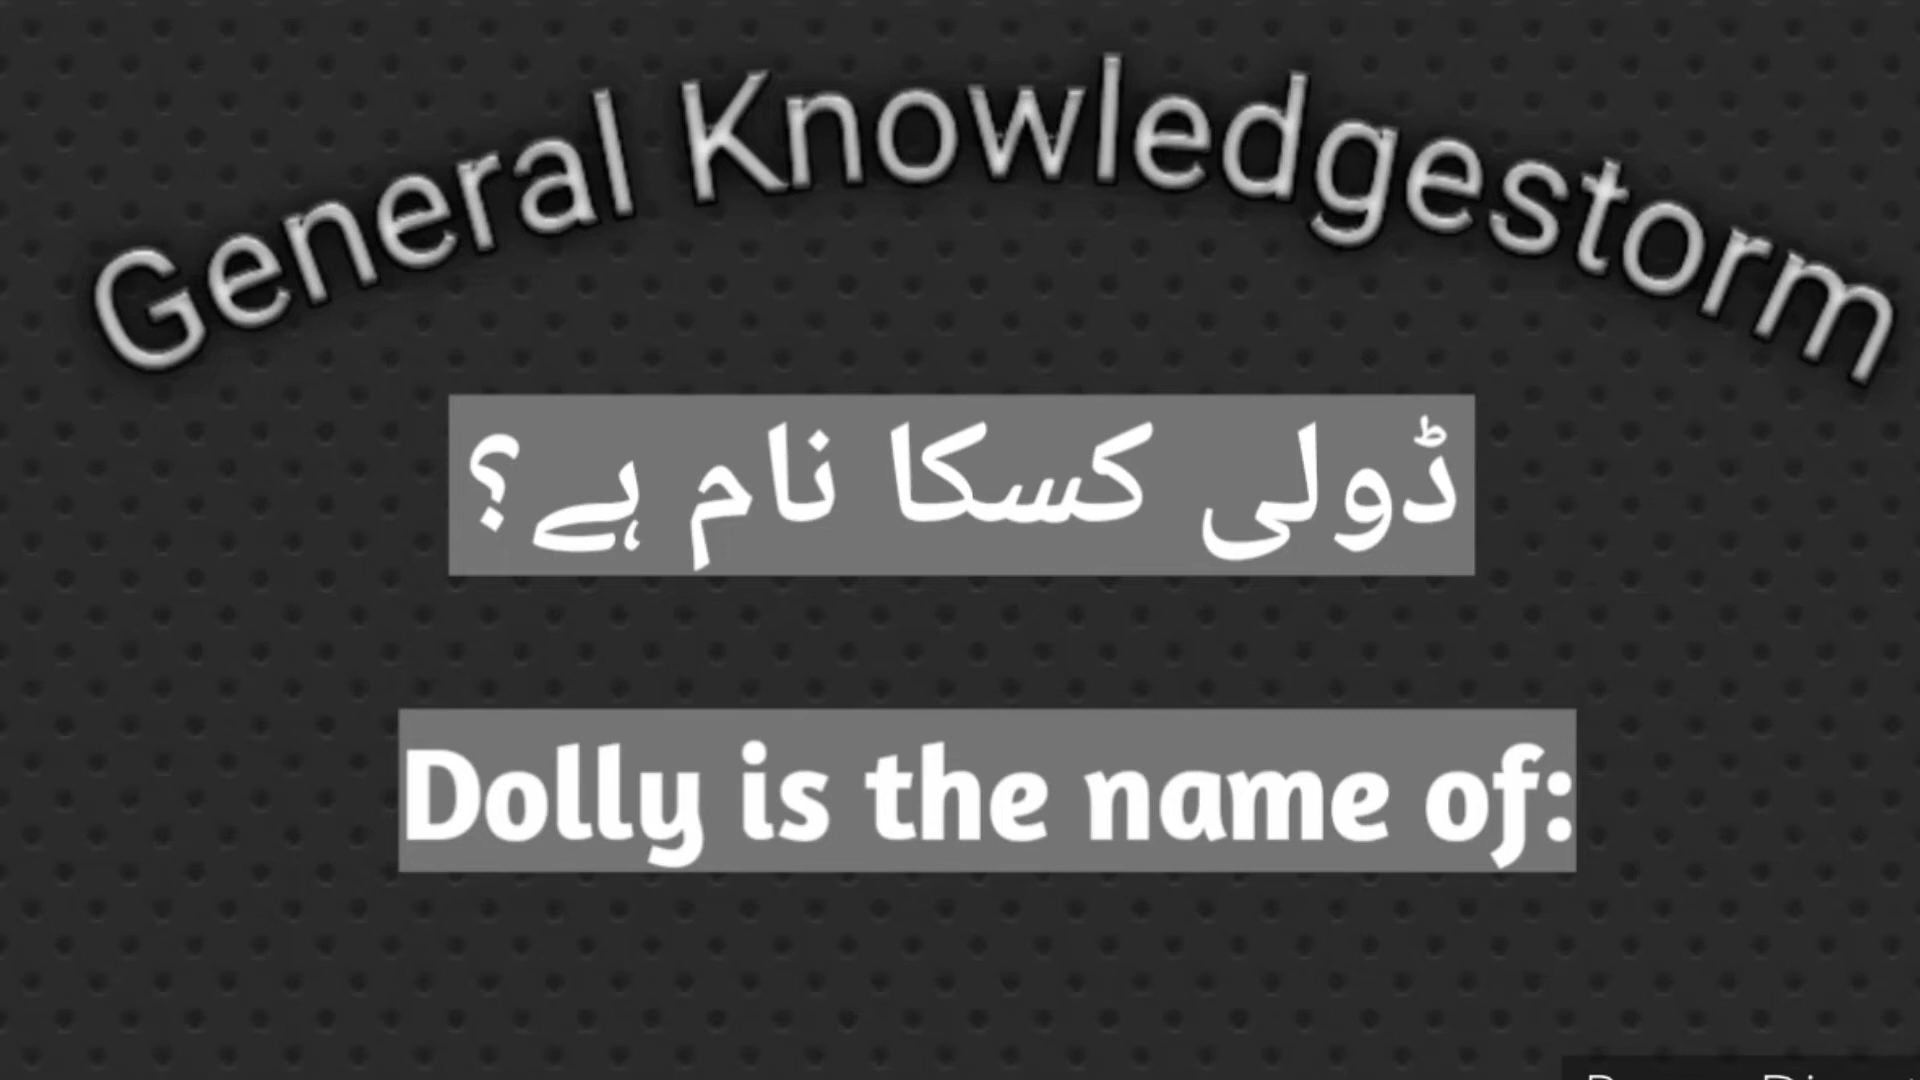 General Knowledgestorm
ڈولی کسکا نام ہے؟
Dolly is the name of: